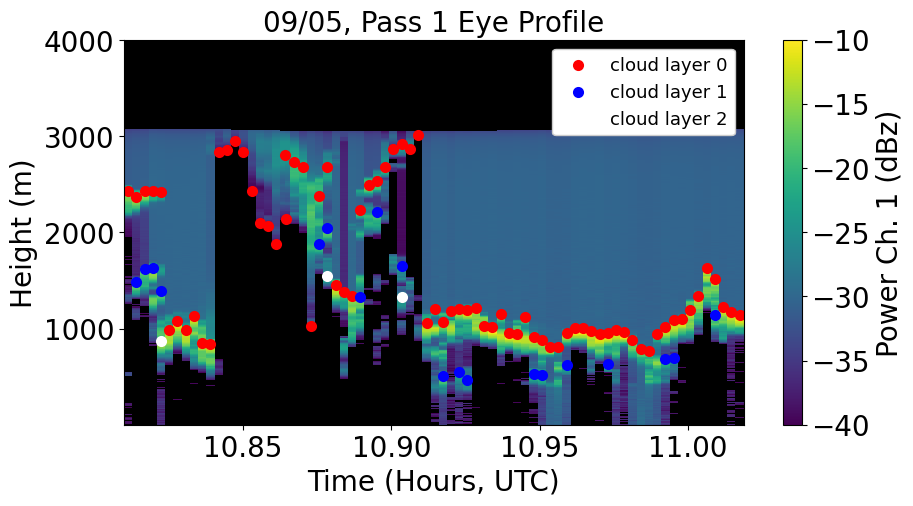 09/05, Pass 1 Eye Profile
4000
3000
2000
1000
Height (m)
10.85
10.90
10.95
11.00
Time (Hours, UTC)
cloud layer 0
cloud layer 1
cloud layer 2
−10
−15
−20
−25
−30
−35
−40
Power Ch. 1 (dBz)